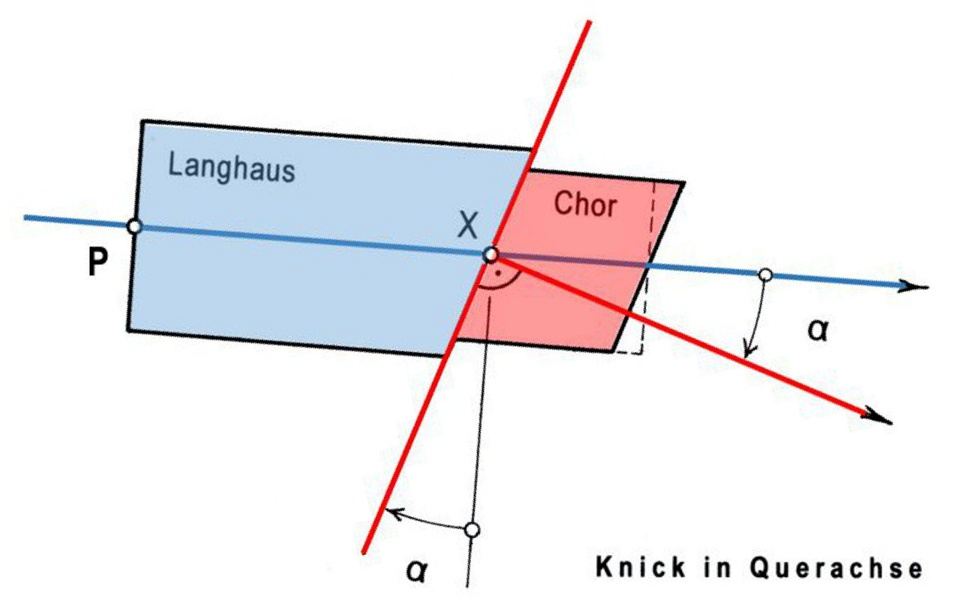 Langhaus
Chor
X
P
α
α
Knick in Querachse